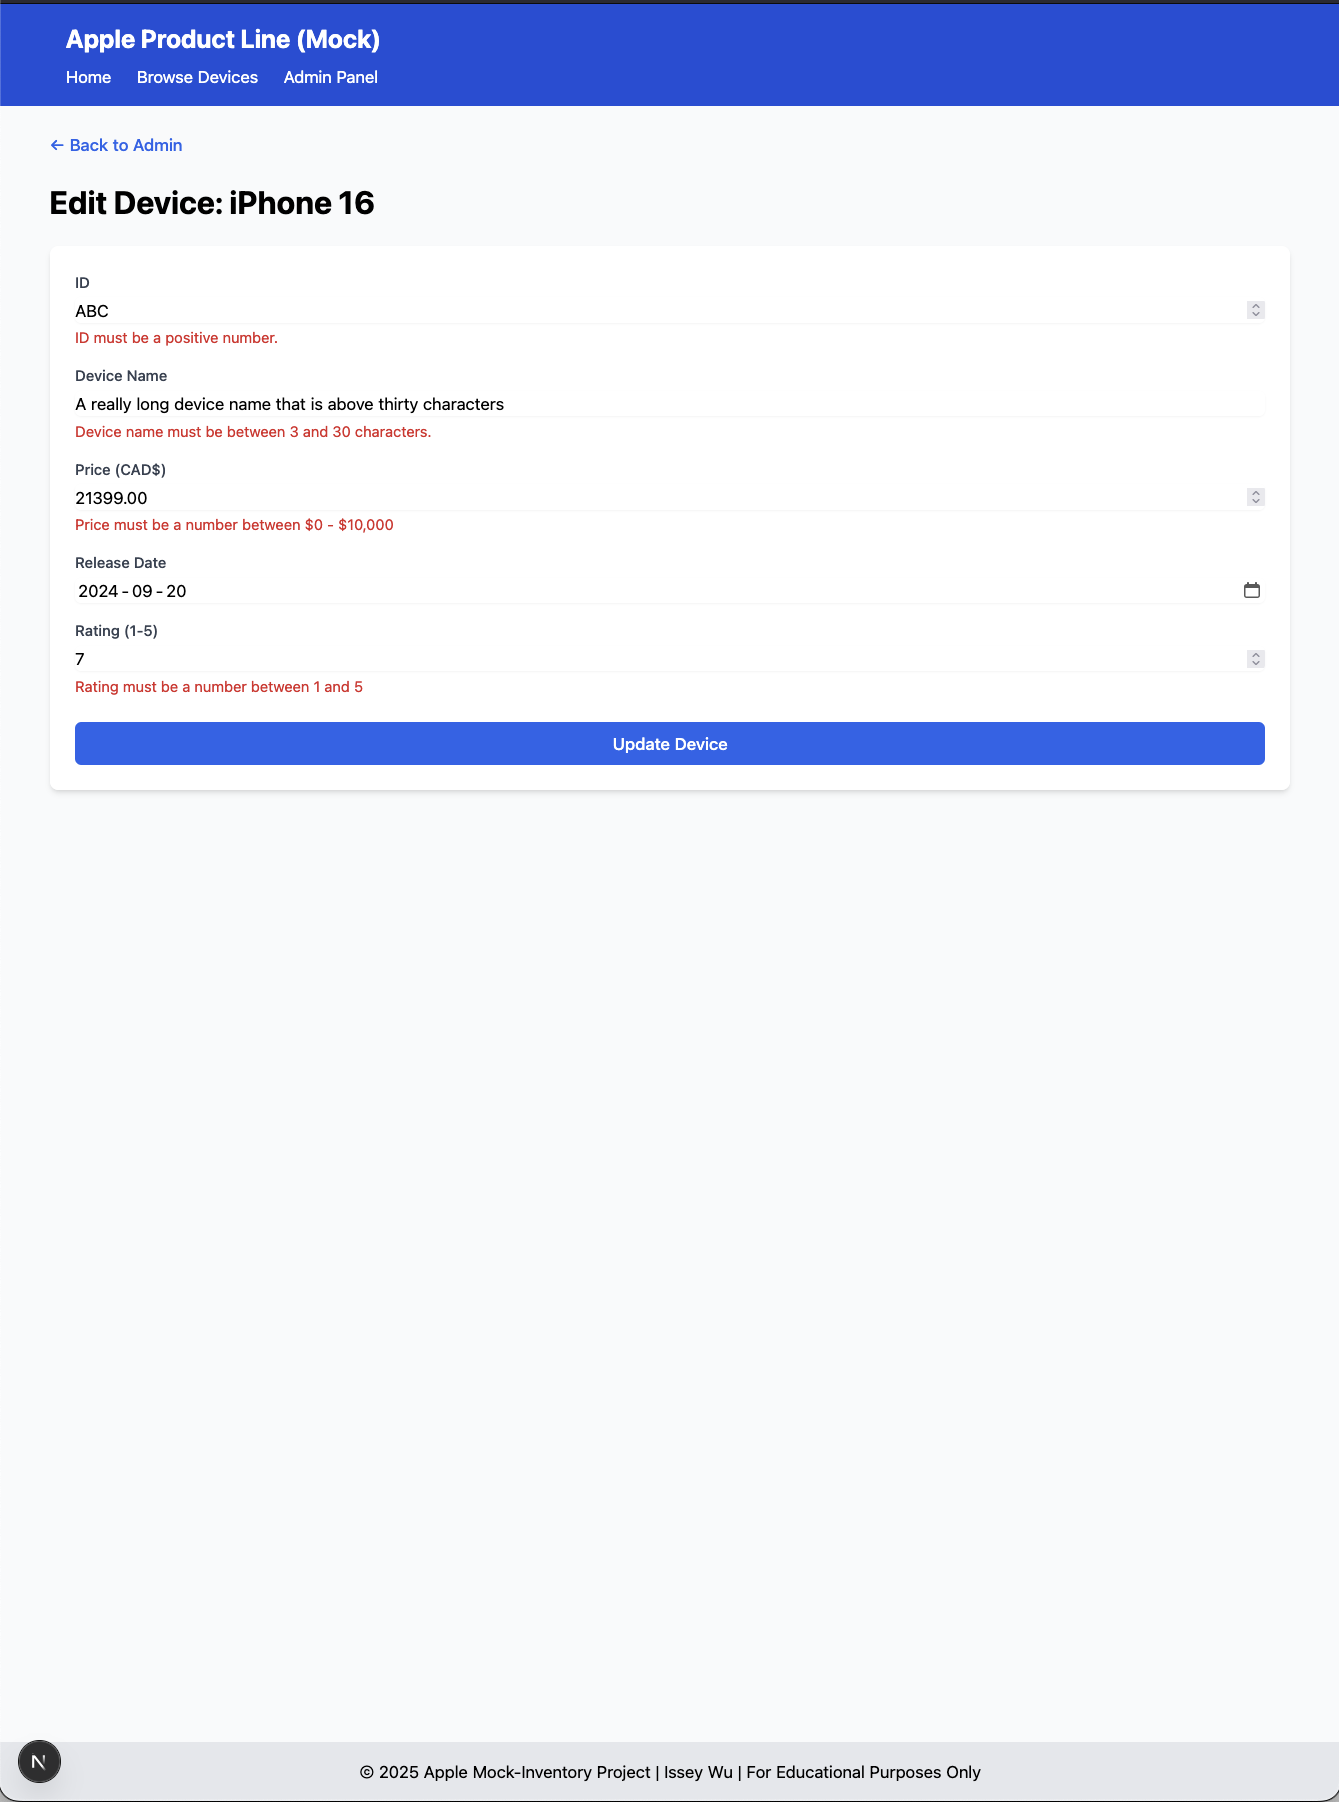 Apple Product Line (Mock)
Home Browse Devices Admin Panel
← Back to Admin
Edit Device: iPhone 16
ID
ABC
ID must be a positive number.
Device Name
A really long device name that is above thirty characters
Device name must be between 3 and 30 characters.
Price (CAD$)
21399.00
Price must be a number between $0 - $10,000
Release Date
2024-09-20
Rating (1-5)
7
Rating must be a number between 1 and 5
Update Device
N
© 2025 Apple Mock-Inventory Project | Issey Wu | For Educational Purposes Only